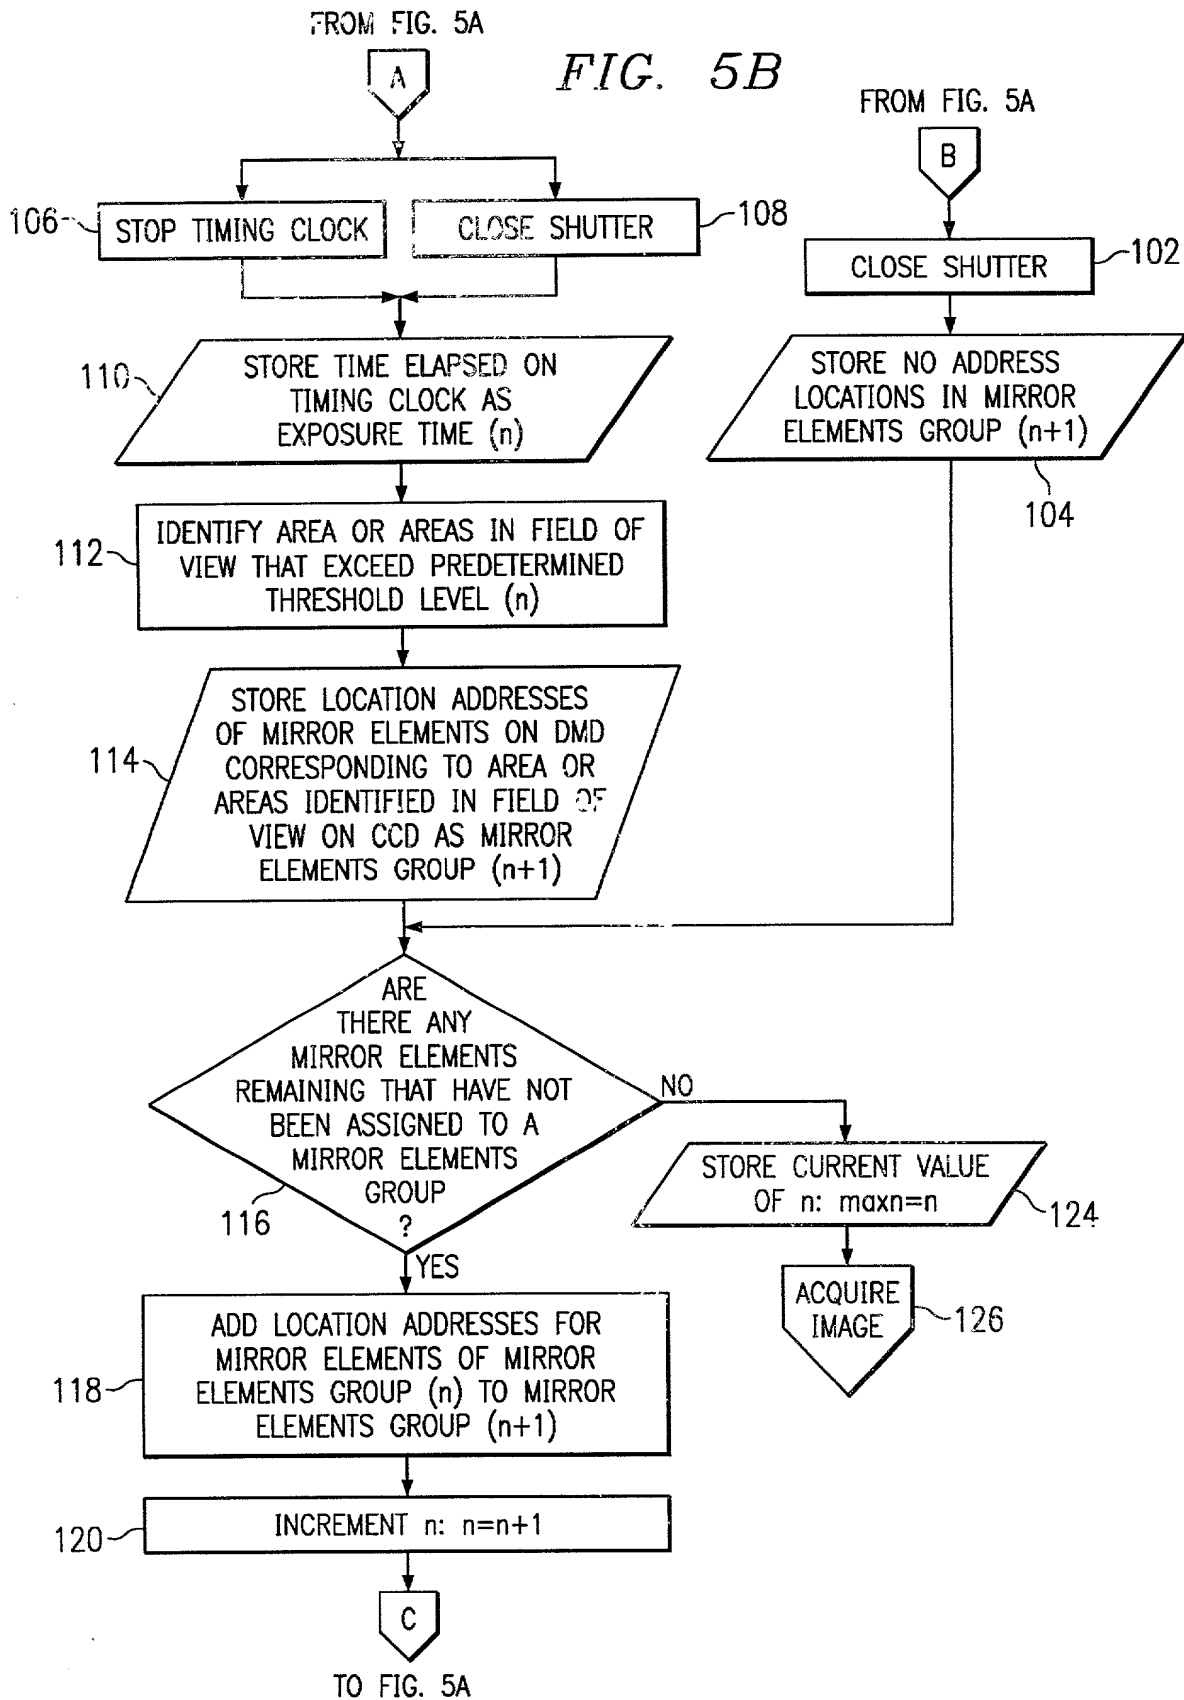 FROM FIG. 5A
A
FIG. 5B
FROM FIG. 5A
B
106
STOP TIMING CLOCK
CLOSE SHUTTER
108
CLOSE SHUTTER
102
110
STORE TIME ELAPSED ON
TIMING CLOCK AS
EXPOSURE TIME (n)
STORE NO ADDRESS
LOCATIONS IN MIRROR
ELEMENTS GROUP (n+1)
104
112
IDENTIFY AREA OR AREAS IN FIELD OF
VIEW THAT EXCEED PREDETERMINED
THRESHOLD LEVEL (n)
114
STORE LOCATION ADDRESSES
OF MIRROR ELEMENTS ON DMD
CORRESPONDING TO AREA OR
AREAS IDENTIFIED IN FIELD OF
VIEW ON CCD AS MIRROR
ELEMENTS GROUP (n+1)
ARE
THERE ANY
MIRROR ELEMENTS
REMAINING THAT HAVE NOT
BEEN ASSIGNED TO A
MIRROR ELEMENTS
GROUP
?
116
NO
YES
STORE CURRENT VALUE
OF n: maxn=n
124
ACQUIRE
IMAGE
126
118
ADD LOCATION ADDRESSES FOR
MIRROR ELEMENTS OF MIRROR
ELEMENTS GROUP (n) TO MIRROR
ELEMENTS GROUP (n+1)
120
INCREMENT n: n=n+1
C
TO FIG. 5A